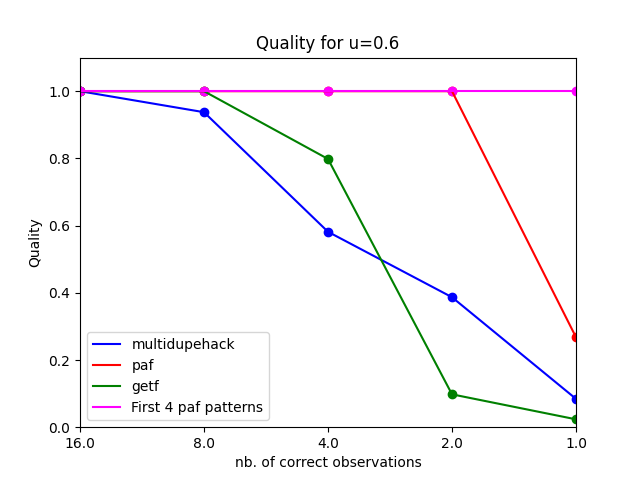 Quality for u=0.6
Quality
1.0
0.8
0.6
0.4
0.2
0.0
multidupehack
paf
getf
First 4 paf patterns
16.0 8.0 4.0 2.0 1.0
nb. of correct observations